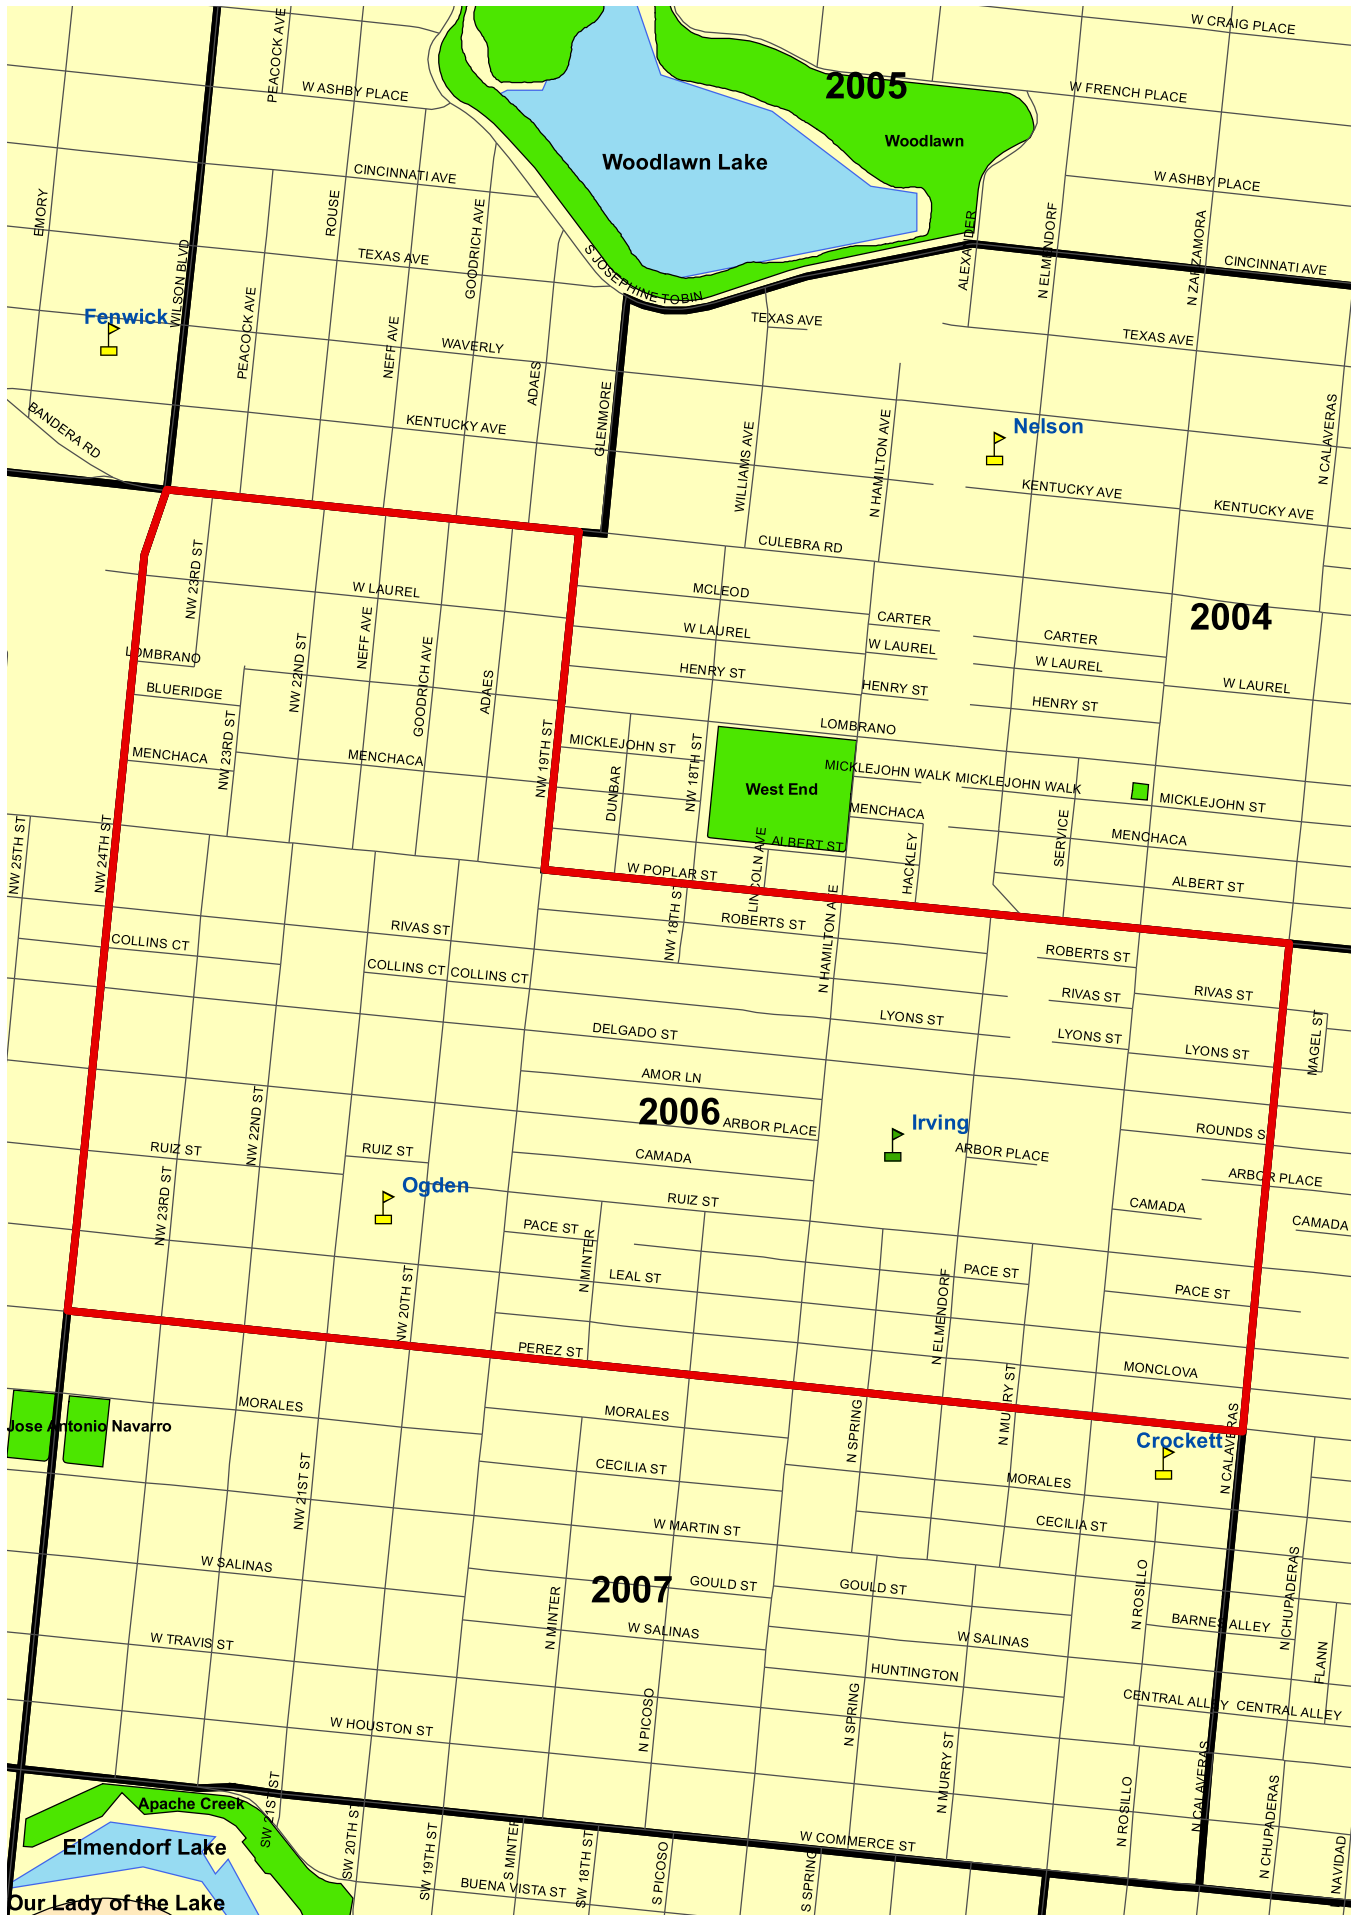 W CRAIG PLACE
PEACOCK AVE
W ASHBY PLACE
2005
W FRENCH PLACE
Woodlawn
Woodlawn Lake
CINCINNATI AVE
W ASHBY PLACE
EMORY
ROUSE
GOODRICH AVE
WILSON BLVD
TEXAS AVE
S JOSEPHINE TOBIN
ALEXANDER
N ELMENDORF
N ZARZAMORA
CINCINNATI AVE
Fenwick
PEACOCK AVE
NEFF AVE
WAVERLY
ADAES
TEXAS AVE
TEXAS AVE
BANDERA RD
KENTUCKY AVE
GLENMORE
WILLIAMS AVE
N HAMILTON AVE
Nelson
N CALAVERAS
KENTUCKY AVE
KENTUCKY AVE
CULEBRA RD
NW 23RD ST
W LAUREL
MCLEOD
CARTER
CARTER
2004
NEFF AVE
W LAUREL
W LAUREL
W LAUREL
W LAUREL
LOMBRANO
NW 22ND ST
GOODRICH AVE
ADAES
HENRY ST
HENRY ST
HENRY ST
BLUERIDGE
NW 23RD ST
LOMBRANO
MENCHACA
MENCHACA
NW 19TH ST
MICKLEJOHN ST
DUNBAR
NW 18TH ST
West End
MICKLEJOHN WALK
MICKLEJOHN WALK
MICKLEJOHN ST
MENCHACA
SERVICE
MENCHACA
NW 25TH ST
NW 24TH ST
LINCOLN AVE
ALBERT ST
HACKLEY
ALBERT ST
W POPLAR ST
RIVAS ST
NW 18TH ST
ROBERTS ST
N HAMILTON AVE
COLLINS CT
ROBERTS ST
COLLINS CT
COLLINS CT
RIVAS ST
RIVAS ST
LYONS ST
DELGADO ST
LYONS ST
LYONS ST
MAGEL ST
AMOR LN
2006
NW 22ND ST
ARBOR PLACE
Irving
ROUNDS S
RUIZ ST
RUIZ ST
CAMADA
ARBOR PLACE
ARBOR PLACE
NW 23RD ST
Ogden
RUIZ ST
CAMADA
CAMADA
PACE ST
N MINTER
LEAL ST
PACE ST
PACE ST
NW 20TH ST
N ELMENDORF
PEREZ ST
MONCLOVA
N MURRY ST
Jose Antonio Navarro
MORALES
MORALES
N SPRING
Crockett
N CALAVERAS
NW 21ST ST
CECILIA ST
MORALES
W MARTIN ST
CECILIA ST
W SALINAS
2007
GOULD ST
GOULD ST
N ROSILLO
N CHUPADERAS
N MINTER
BARNES ALLEY
W TRAVIS ST
W SALINAS
W SALINAS
FLANN
HUNTINGTON
N PICOSO
N SPRING
CENTRAL ALLEY
CENTRAL ALLEY
W HOUSTON ST
N MURRY ST
N ROSILLO
N CALAVERAS
N CHUPADERAS
Apache Creek
SW 21ST ST
SW 20TH ST
SW 19TH ST
S MINTER
SW 18TH ST
S PICOSO
S SPRING
W COMMERCE ST
NAVIDAD
Elmendorf Lake
BUENA VISTA ST
Our Lady of the Lake